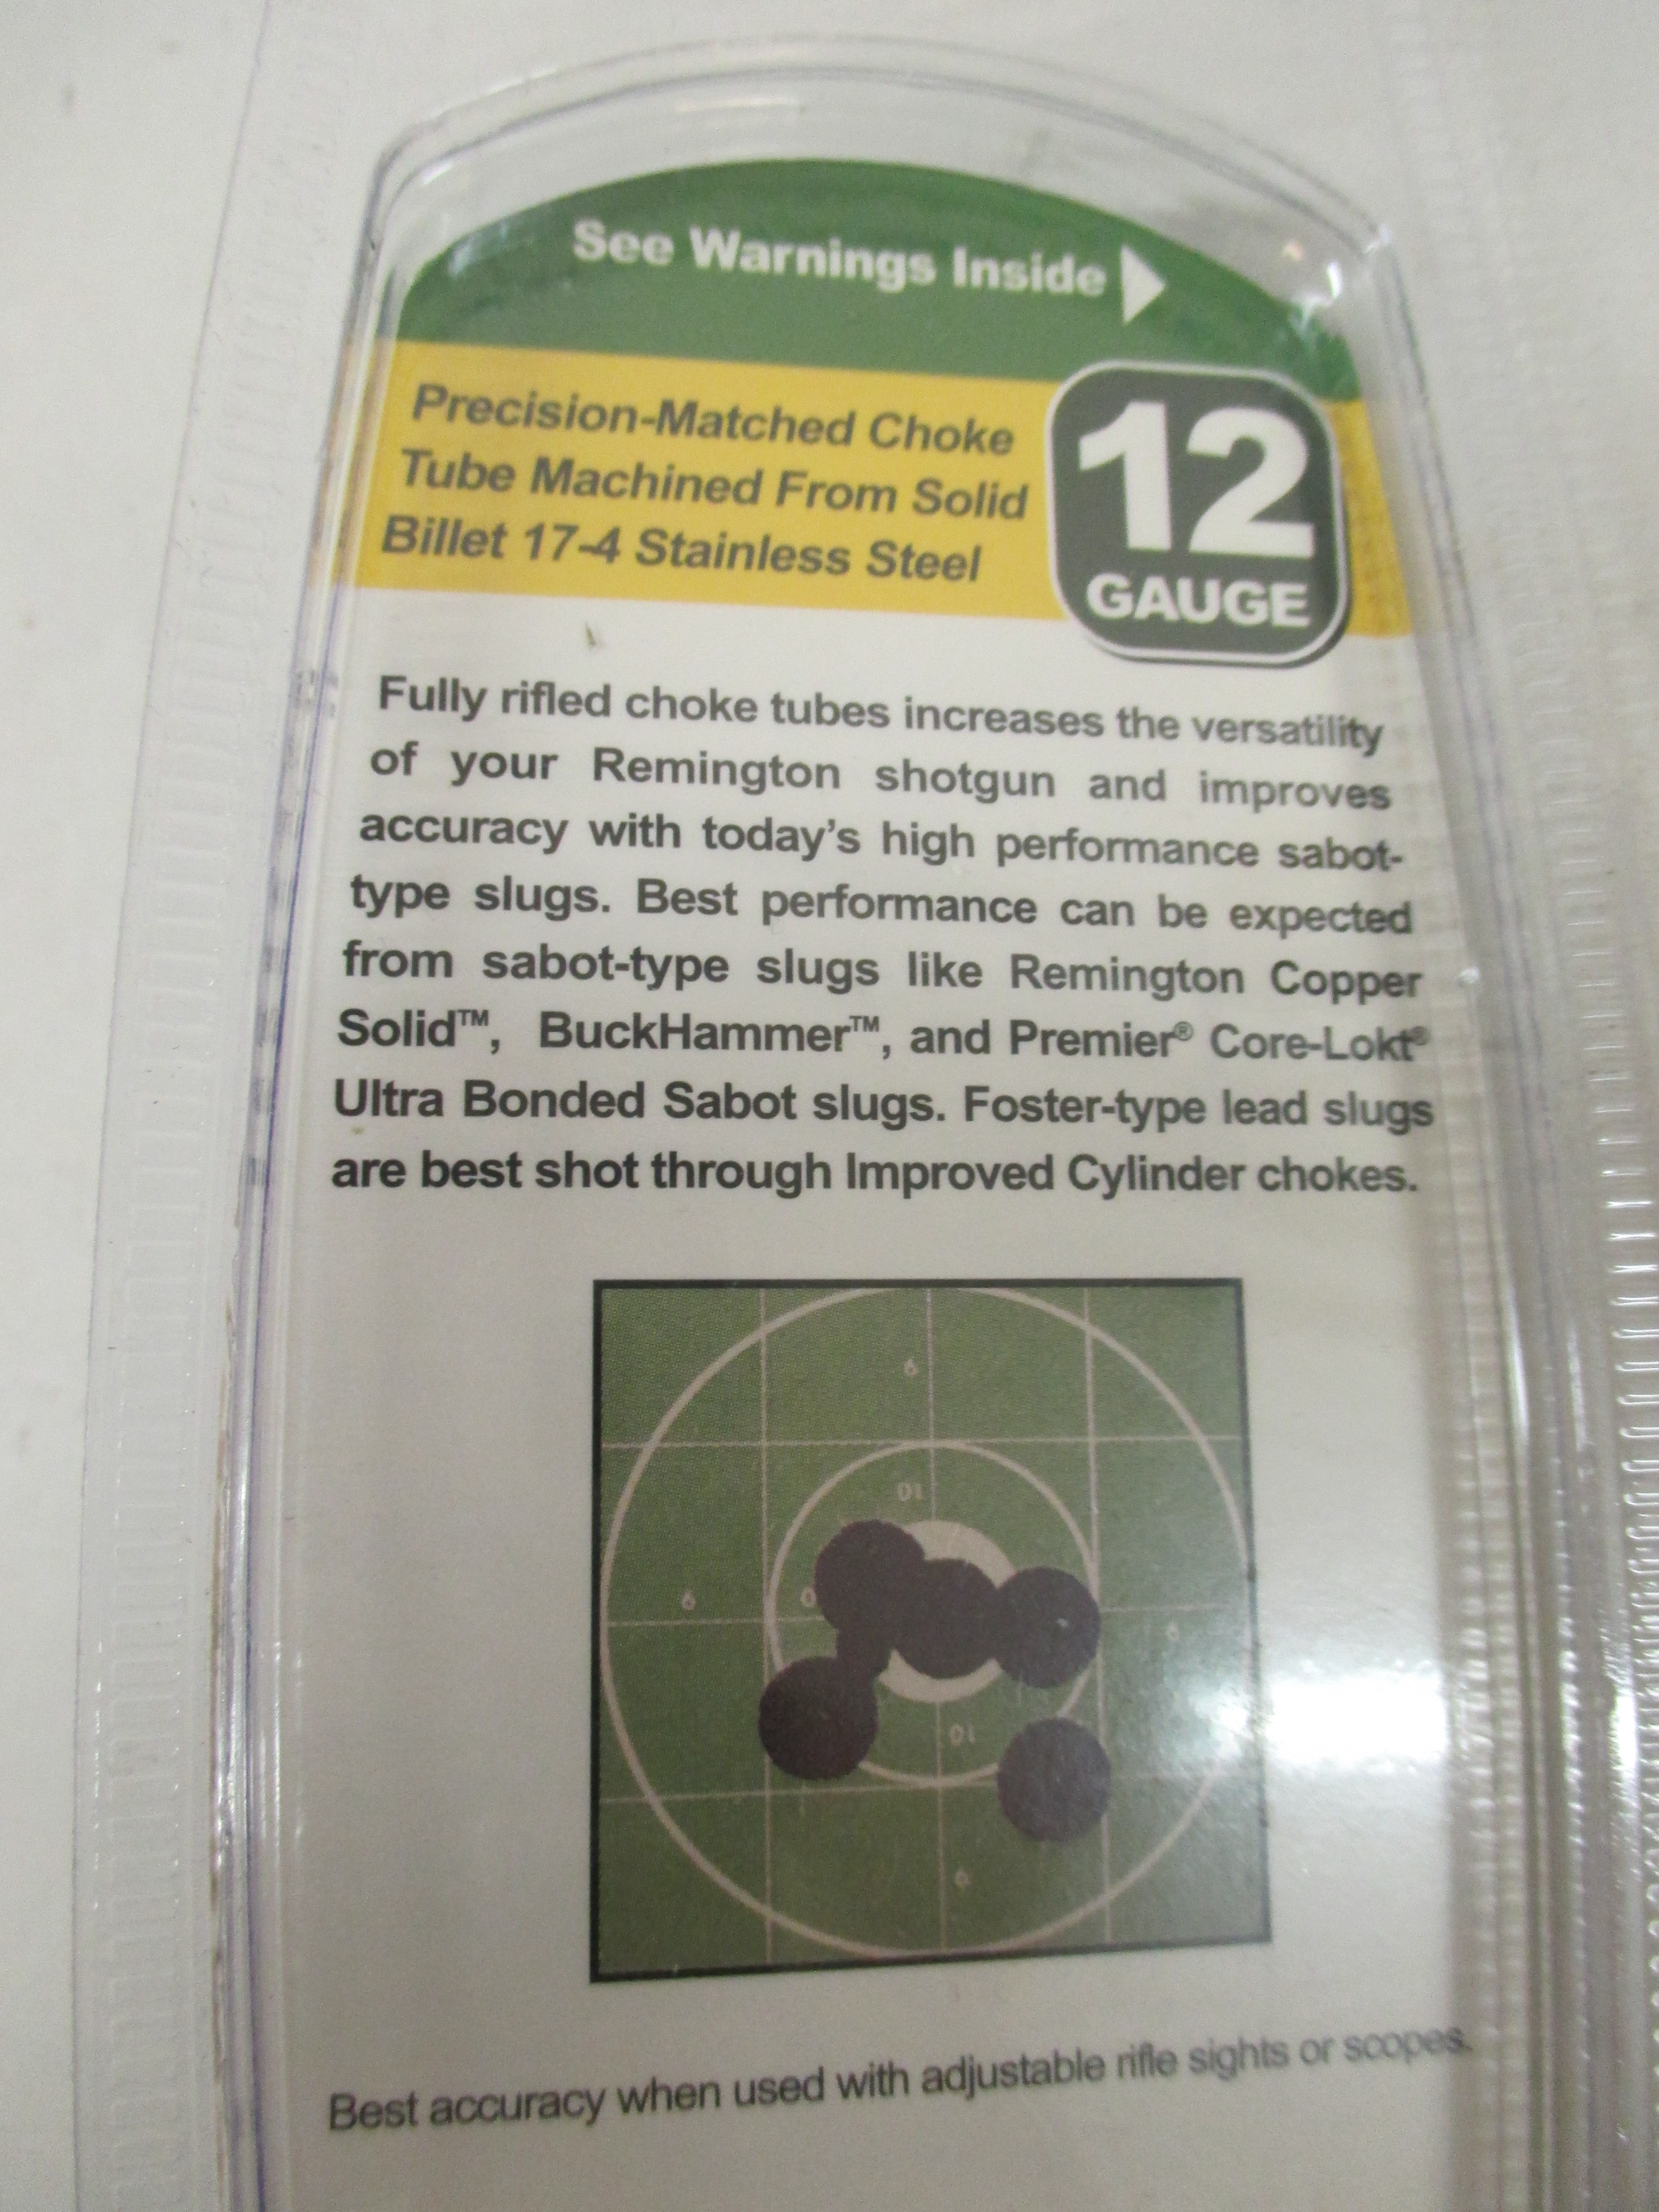 See Warnings Inside
Precision-Matched Choke
Tube Machined From Solid
Billet 17-4 Stainless Steel
12
GAUGE
Fully rifled choke tubes increases the versatility
of your Remington shotgun and improves
accuracy with today's high performance sabot-
type slugs. Best performance can be expected
from sabot-type slugs like Remington Copper
Solid™, BuckHammer™, and Premier® Core-Lokt®
Ultra Bonded Sabot slugs. Foster-type lead slugs
are best shot through Improved Cylinder chokes.
Best accuracy when used with adjustable rifle sights or scopes.